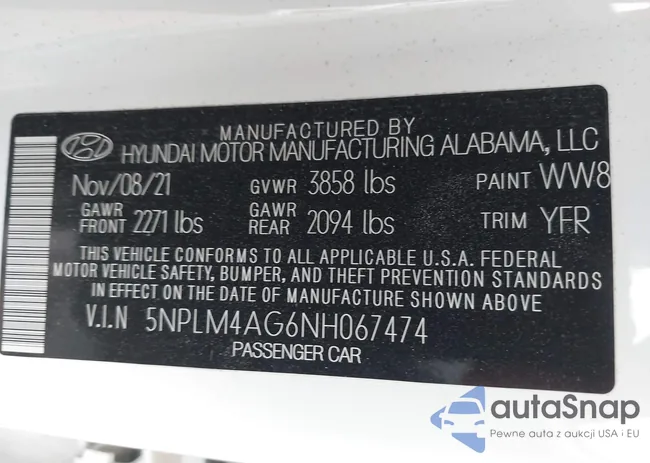 MANUFACTURED BY
HYUNDAI MOTOR MANUFACTURING ALABAMA, LLC
Nov/08/21 GVWR 3858 lbs PAINT WW8
GAWR FRONT 2271 lbs GAWR REAR 2094 lbs TRIM YFR
THIS VEHICLE CONFORMS TO ALL APPLICABLE U.S.A. FEDERAL
MOTOR VEHICLE SAFETY, BUMPER, AND THEFT PREVENTION STANDARDS
IN EFFECT ON THE DATE OF MANUFACTURE SHOWN ABOVE
V.I.N 5NPLM4AG6NH067474
PASSENGER CAR
autaSnap
Pewne auta z aukcji USA i EU